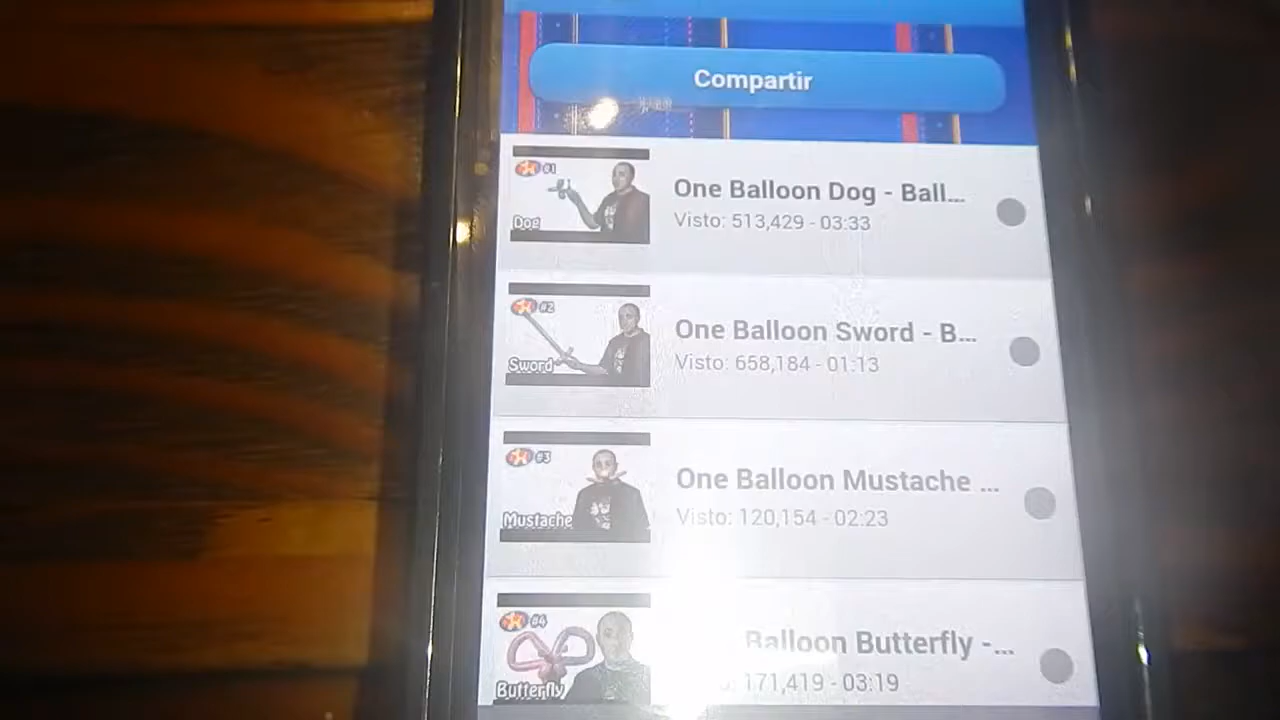 Compartir
#1
Dog
One Balloon Dog - Ball...
Visto: 513,429 - 03:33
#2
Sword
One Balloon Sword - B...
Visto: 658,184 - 01:13
#3
Mustache
One Balloon Mustache ...
Visto: 120,154 - 02:23
#4
Butterfly
Balloon Butterfly -...
171,419 - 03:19